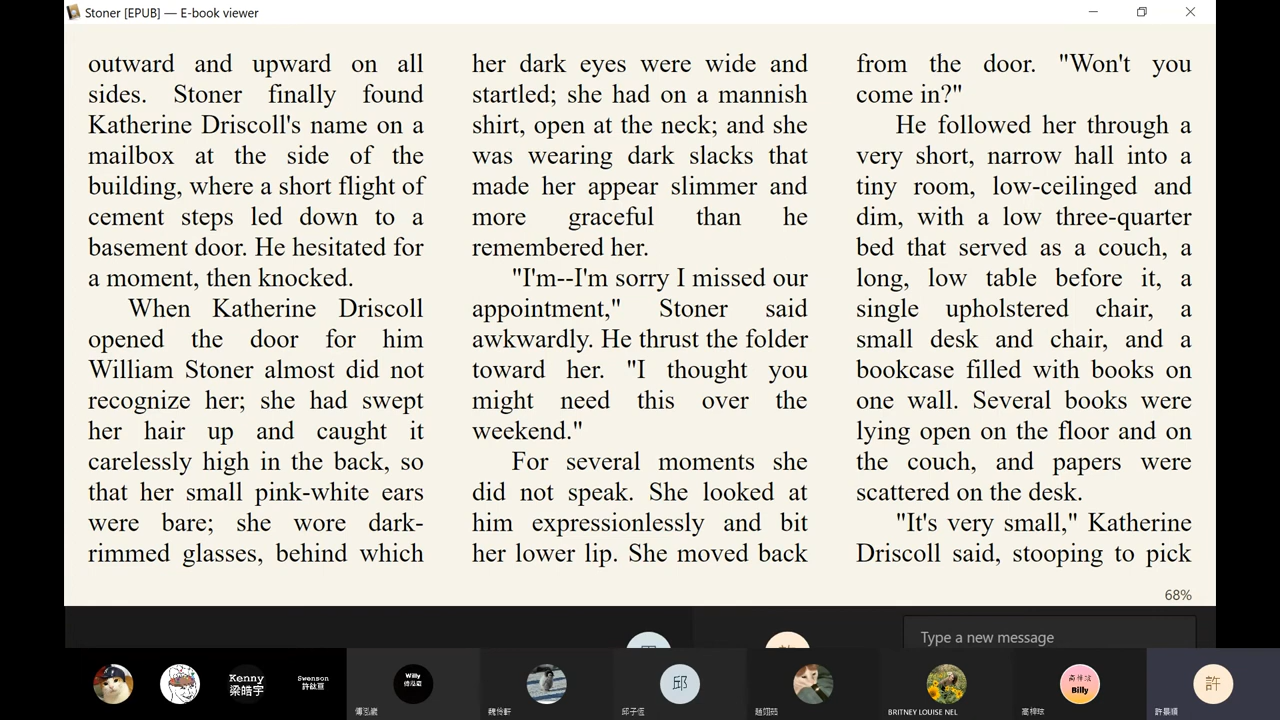 Stoner [EPUB] — E-book viewer
outward and upward on all
sides. Stoner finally found
Katherine Driscoll's name on a
mailbox at the side of the
building, where a short flight of
cement steps led down to a
basement door. He hesitated for
a moment, then knocked.
When Katherine Driscoll
opened the door for him
William Stoner almost did not
recognize her; she had swept
her hair up and caught it
carelessly high in the back, so
that her small pink-white ears
were bare; she wore dark-
rimmed glasses, behind which
her dark eyes were wide and
startled; she had on a mannish
shirt, open at the neck; and she
was wearing dark slacks that
made her appear slimmer and
more graceful than he
remembered her.
"I'm--I'm sorry I missed our
appointment," Stoner said
awkwardly. He thrust the folder
toward her. "I thought you
might need this over the
weekend."
For several moments she
did not speak. She looked at
him expressionlessly and bit
her lower lip. She moved back
from the door. "Won't you
come in?"
He followed her through a
very short, narrow hall into a
tiny room, low-ceilinged and
dim, with a low three-quarter
bed that served as a couch, a
long, low table before it, a
single upholstered chair, a
small desk and chair, and a
bookcase filled with books on
one wall. Several books were
lying open on the floor and on
the couch, and papers were
scattered on the desk.
"It's very small," Katherine
Driscoll said, stooping to pick
68%
Type a new message
Kenny
梁皓宇
Swenson
Willy
邱
Billy
許
邱子恆
BRITNEY LOUISE NEL